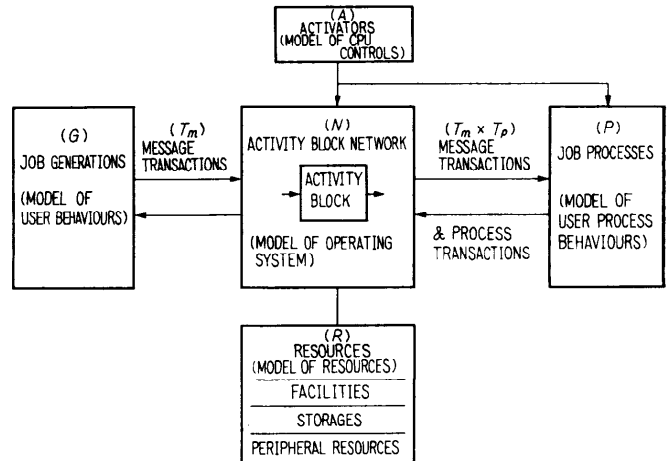 (A)
ACTIVATORS
(MODEL OF CPU
CONTROLS)
(G)
JOB GENERATIONS
(MODEL OF
USER BEHAVIOURS)
(Tm)
MESSAGE
TRANSACTIONS
(N)
ACTIVITY BLOCK NETWORK
ACTIVITY
BLOCK
(MODEL OF OPERATING
SYSTEM)
(Tm × Tp)
MESSAGE
TRANSACTIONS
& PROCESS
TRANSACTIONS
(P)
JOB PROCESSES
(MODEL OF
USER PROCESS
BEHAVIOURS)
(R)
RESOURCES
(MODEL OF RESOURCES)
FACILITIES
STORAGES
PERIPHERAL RESOURCES